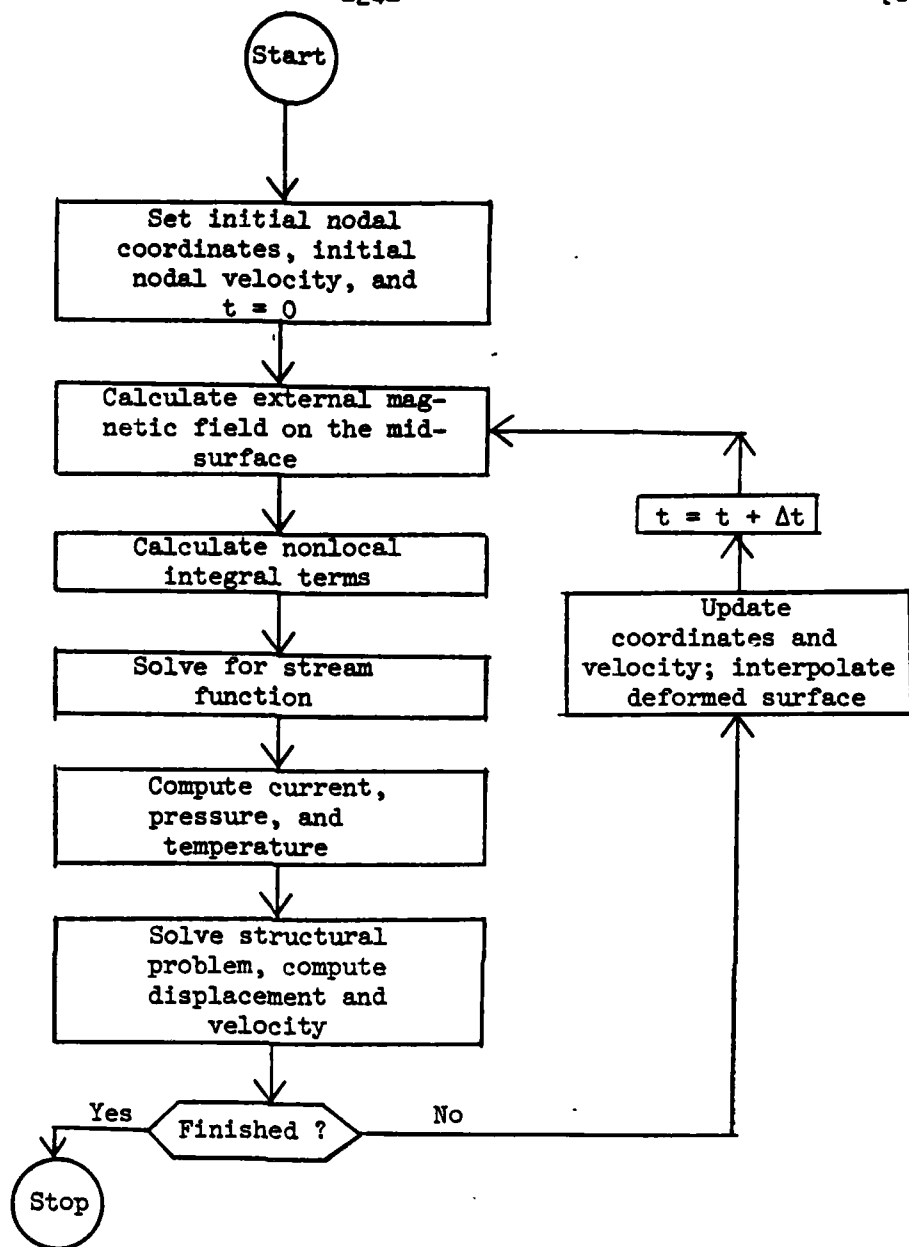 Start
Set initial nodal
coordinates, initial
nodal velocity, and
t = 0
Calculate external mag-
netic field on the mid-
surface
Calculate nonlocal
integral terms
Solve for stream
function
Compute current,
pressure, and
temperature
Solve structural
problem, compute
displacement and
velocity
Finished ?
Yes
No
Stop
Update
coordinates and
velocity; interpolate
deformed surface
t = t + Δt